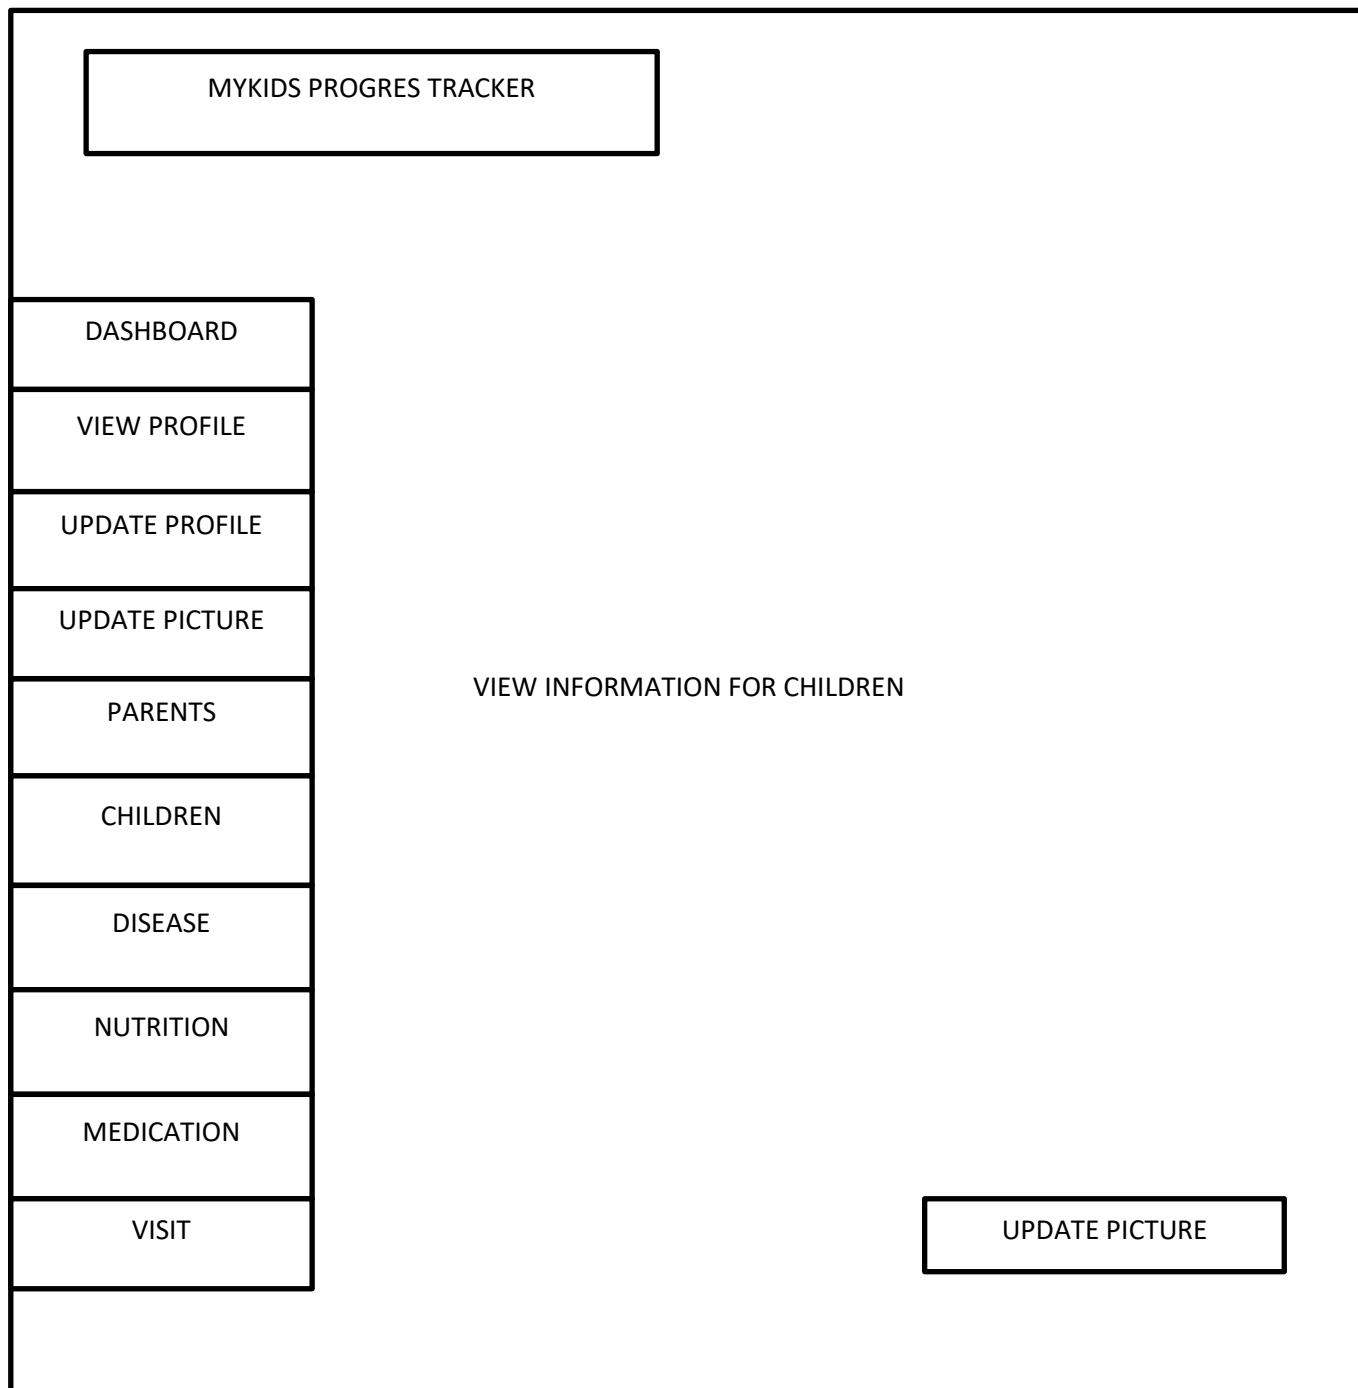 MYKIDS PROGRES TRACKER
DASHBOARD
VIEW PROFILE
UPDATE PROFILE
UPDATE PICTURE
PARENTS
CHILDREN
DISEASE
NUTRITION
MEDICATION
VISIT
VIEW INFORMATION FOR CHILDREN
UPDATE PICTURE